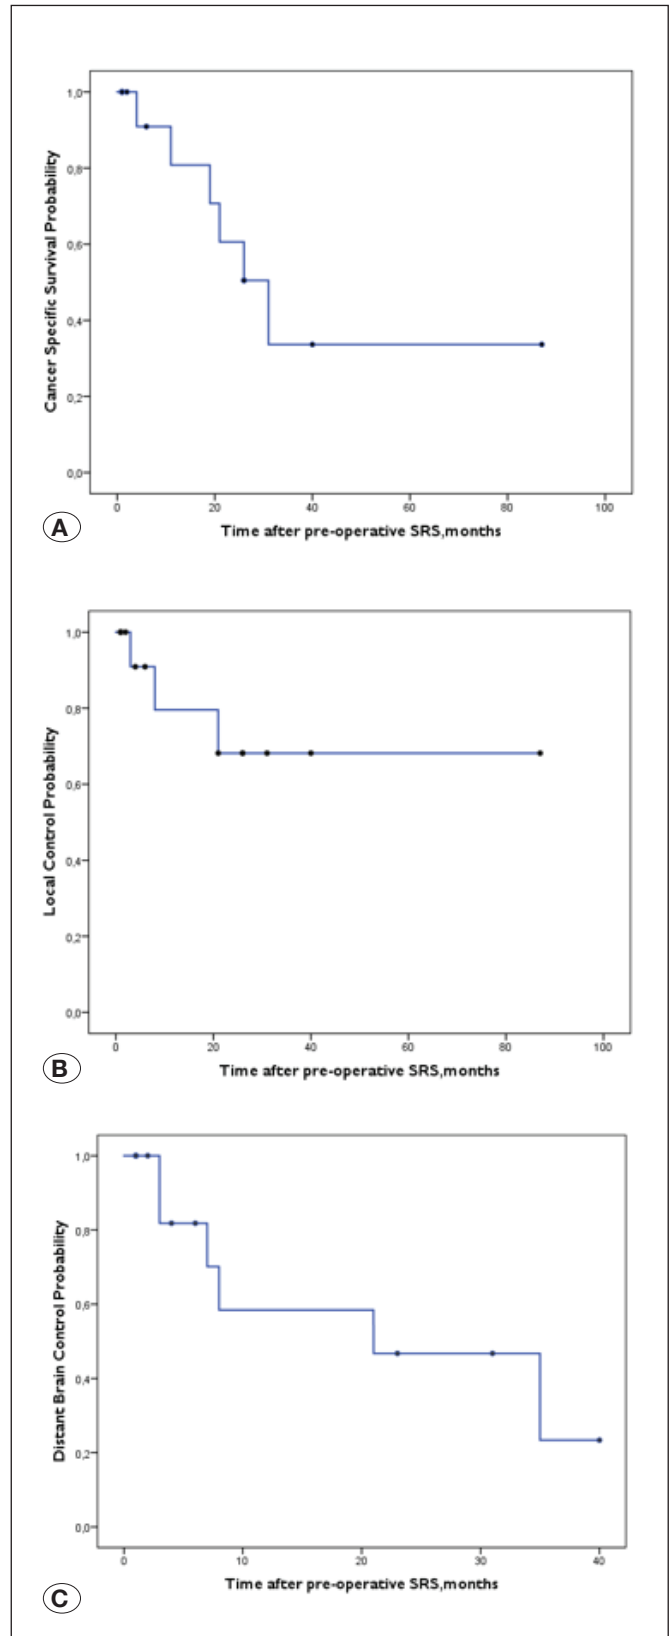 1,0
0,8
0,6
0,4
0,2
0,0
Cancer Specific Survival Probability
0 20 40 60 80 100
Time after pre-operative SRS,months
A
1,0
0,8
0,6
0,4
0,2
0,0
Local Control Probability
0 20 40 60 80 100
Time after pre-operative SRS,months
B
1,0
0,8
0,6
0,4
0,2
0,0
Distant Brain Control Probability
0 10 20 30 40
Time after pre-operative SRS,months
C